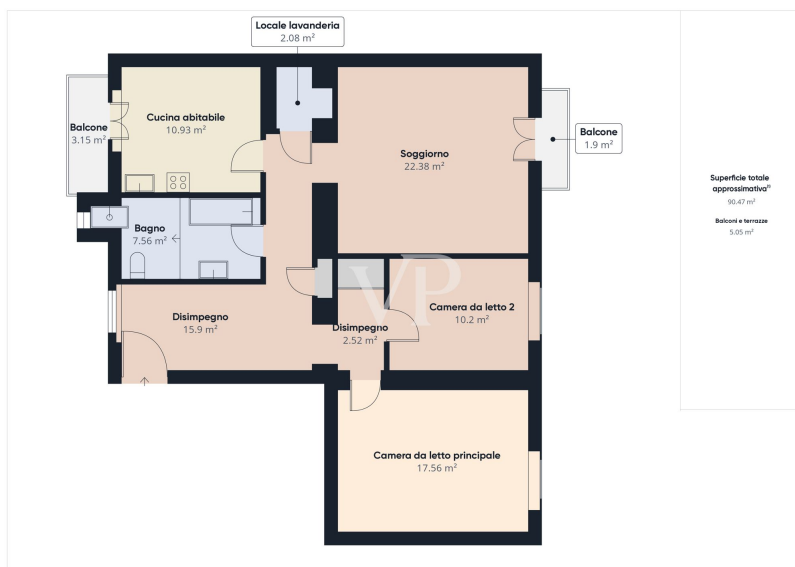 Locale lavanderia
2.08 m²
Cucina abitabile
10.93 m²
Balcone
3.15 m²
Balcone
1.9 m²
Soggiorno
22.38 m²
Bagno
7.56 m²
Superficie totale
approssimativa⁽¹⁾
90.47 m²
Balconi e terrazze
5.05 m²
Disimpegno
15.9 m²
Disimpegno
2.52 m²
Camera da letto 2
10.2 m²
Camera da letto principale
17.56 m²
VP